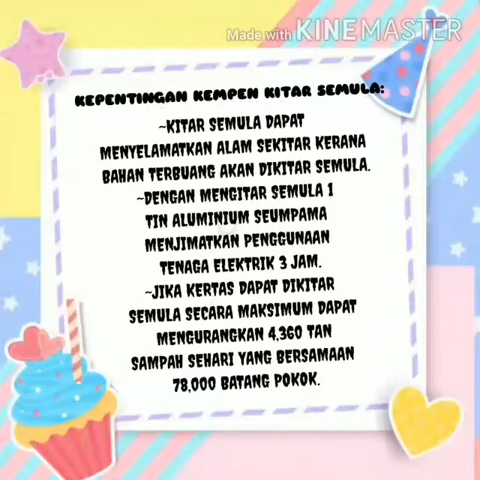 Made with KINEMASTER
KEPENTINGAN KEMPEN KITAR SEMULA:
~KITAR SEMULA DAPAT
MENYELAMATKAN ALAM SEKITAR KERANA
BAHAN TERBUANG AKAN DIKITAR SEMULA.
~DENGAN MENGITAR SEMULA 1
TIN ALUMINIUM SEUMPAMA
MENJIMATKAN PENGGUNAAN
TENAGA ELEKTRIK 3 JAM.
~JIKA KERTAS DAPAT DIKITAR
SEMULA SECARA MAKSIMUM DAPAT
MENGURANGKAN 4,360 TAN
SAMPAH SEHARI YANG BERSAMAAN
78,000 BATANG POKOK.